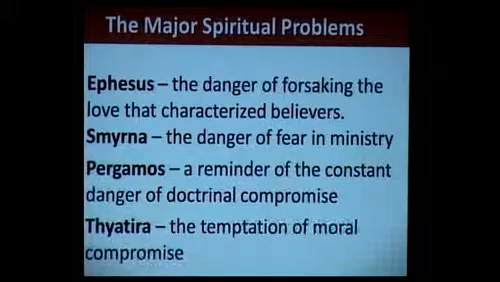 The Major Spiritual Problems
Ephesus – the danger of forsaking the
love that characterized believers.
Smyrna – the danger of fear in ministry
Pergamos – a reminder of the constant
danger of doctrinal compromise
Thyatira – the temptation of moral
compromise